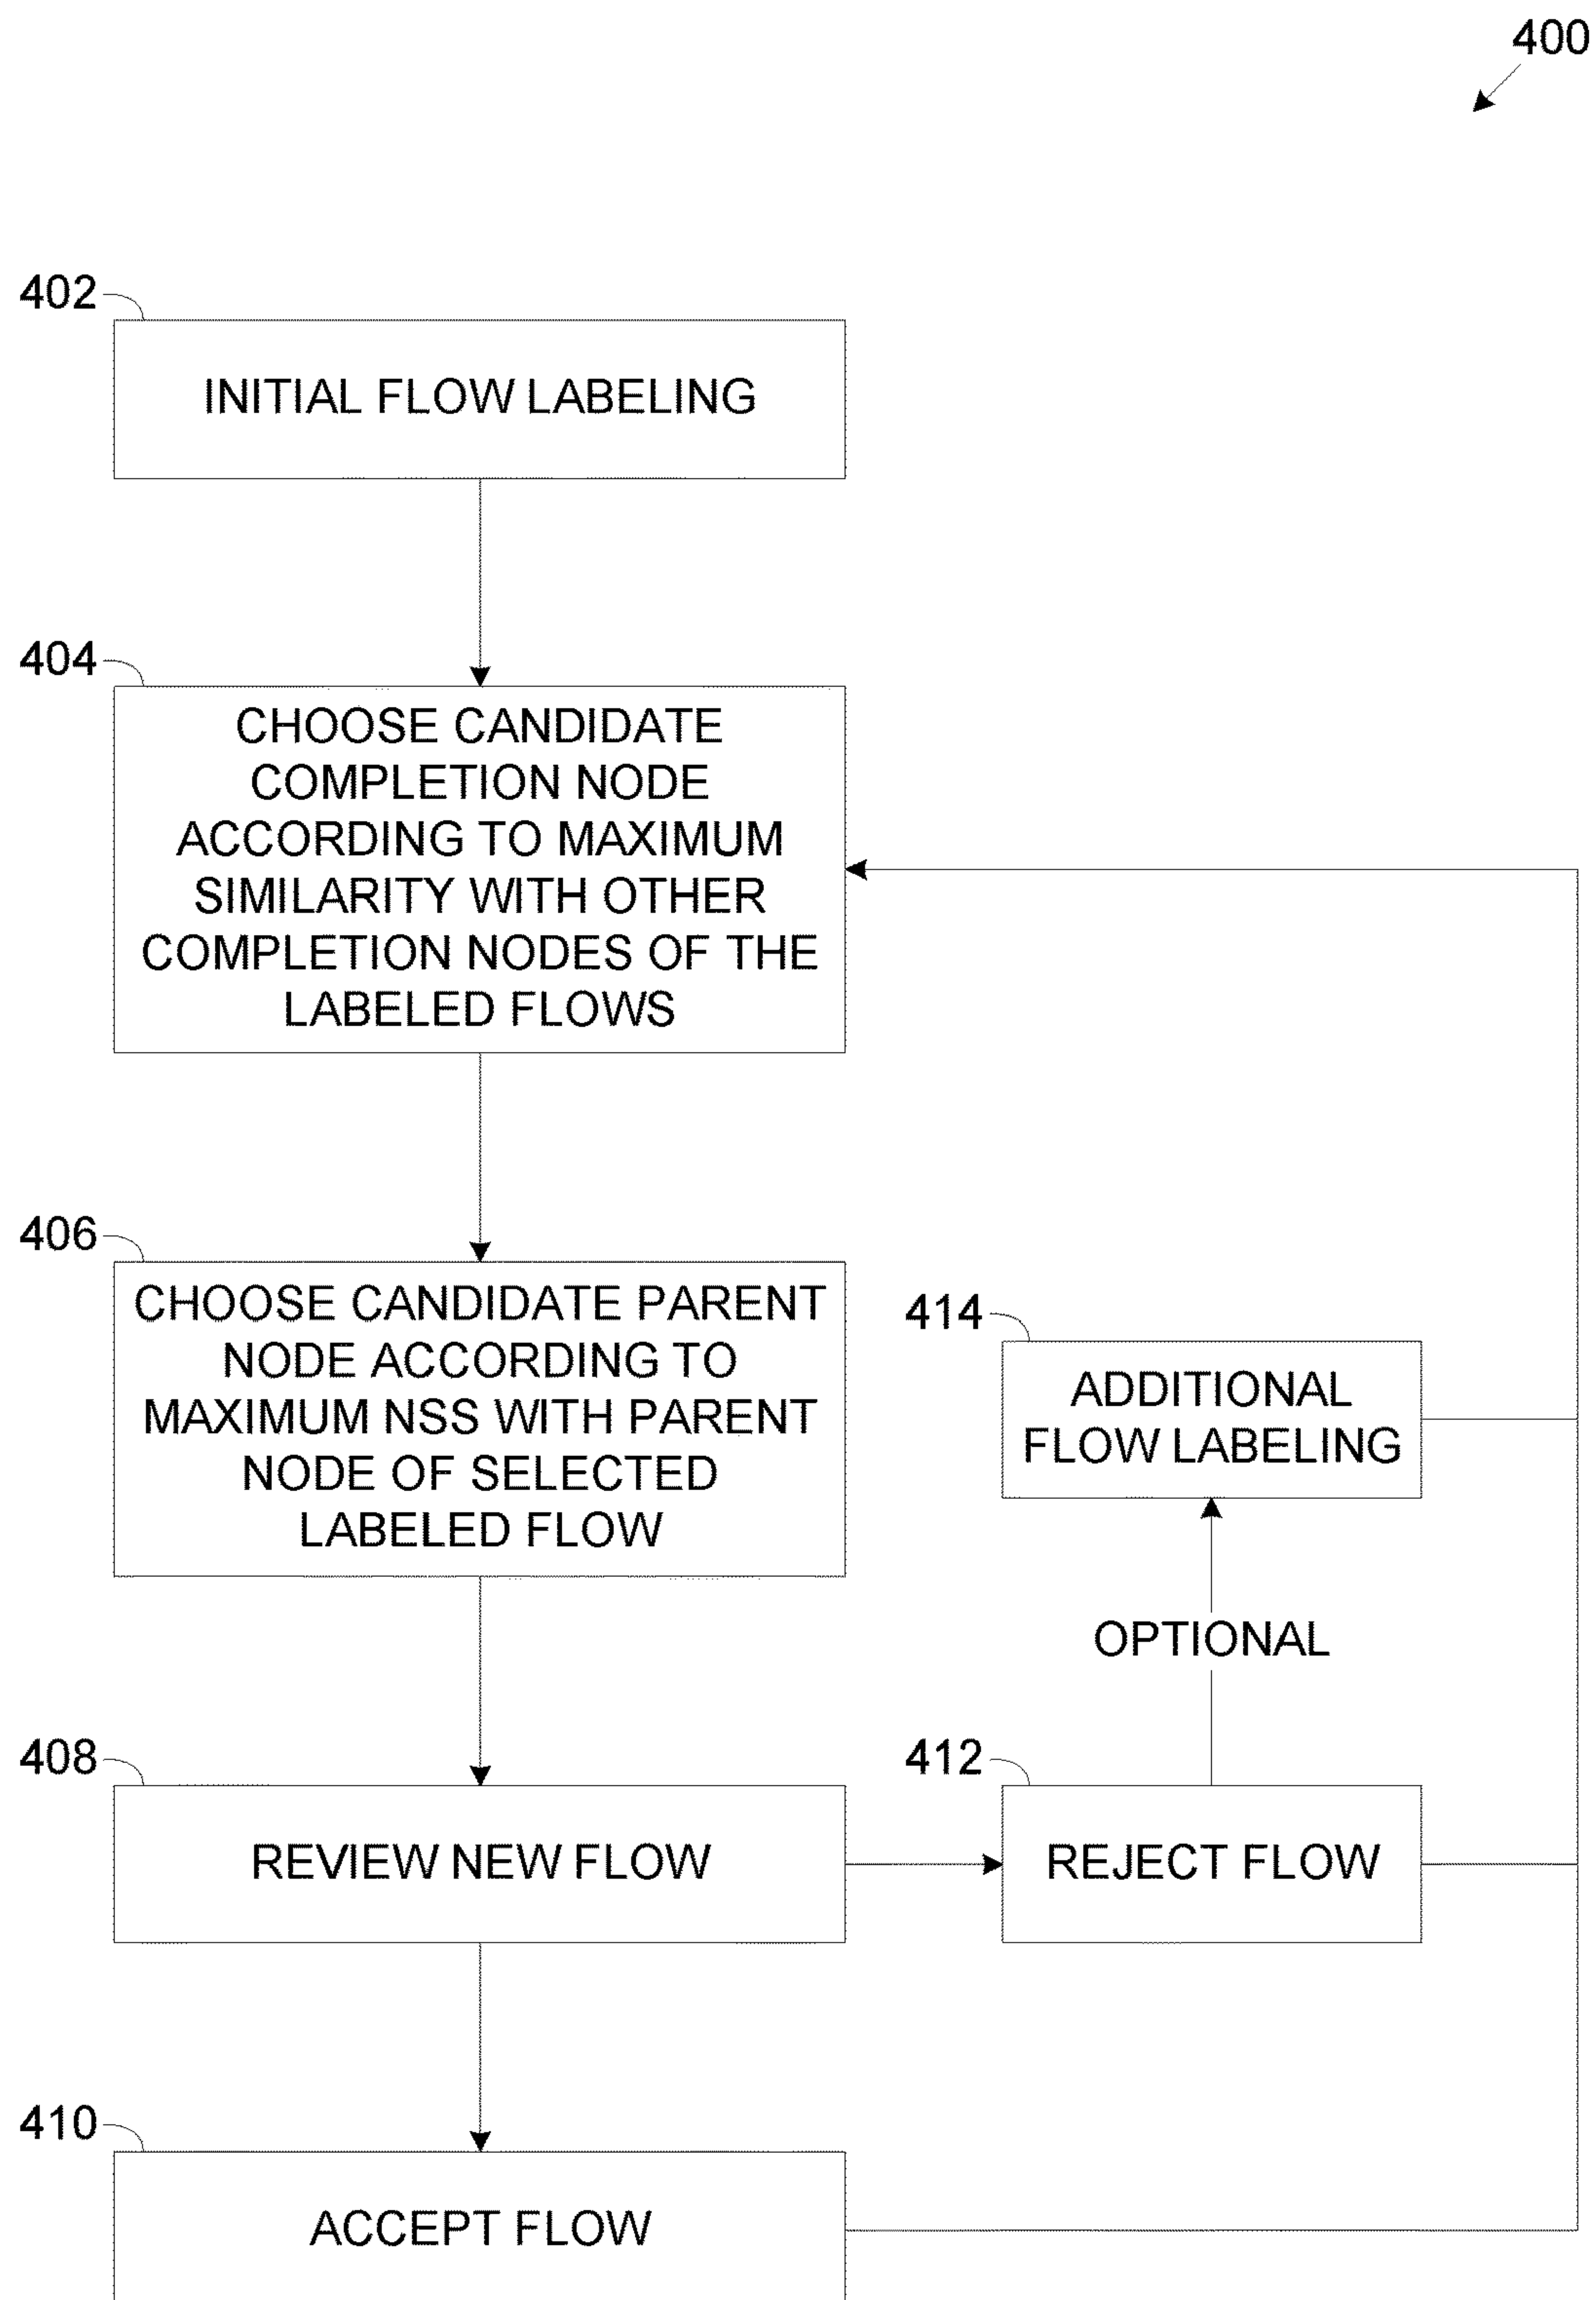 400
402
INITIAL FLOW LABELING
404
CHOOSE CANDIDATE
COMPLETION NODE
ACCORDING TO MAXIMUM
SIMILARITY WITH OTHER
COMPLETION NODES OF THE
LABELED FLOWS
406
CHOOSE CANDIDATE PARENT
NODE ACCORDING TO
MAXIMUM NSS WITH PARENT
NODE OF SELECTED
LABELED FLOW
414
ADDITIONAL
FLOW LABELING
OPTIONAL
408
REVIEW NEW FLOW
412
REJECT FLOW
410
ACCEPT FLOW